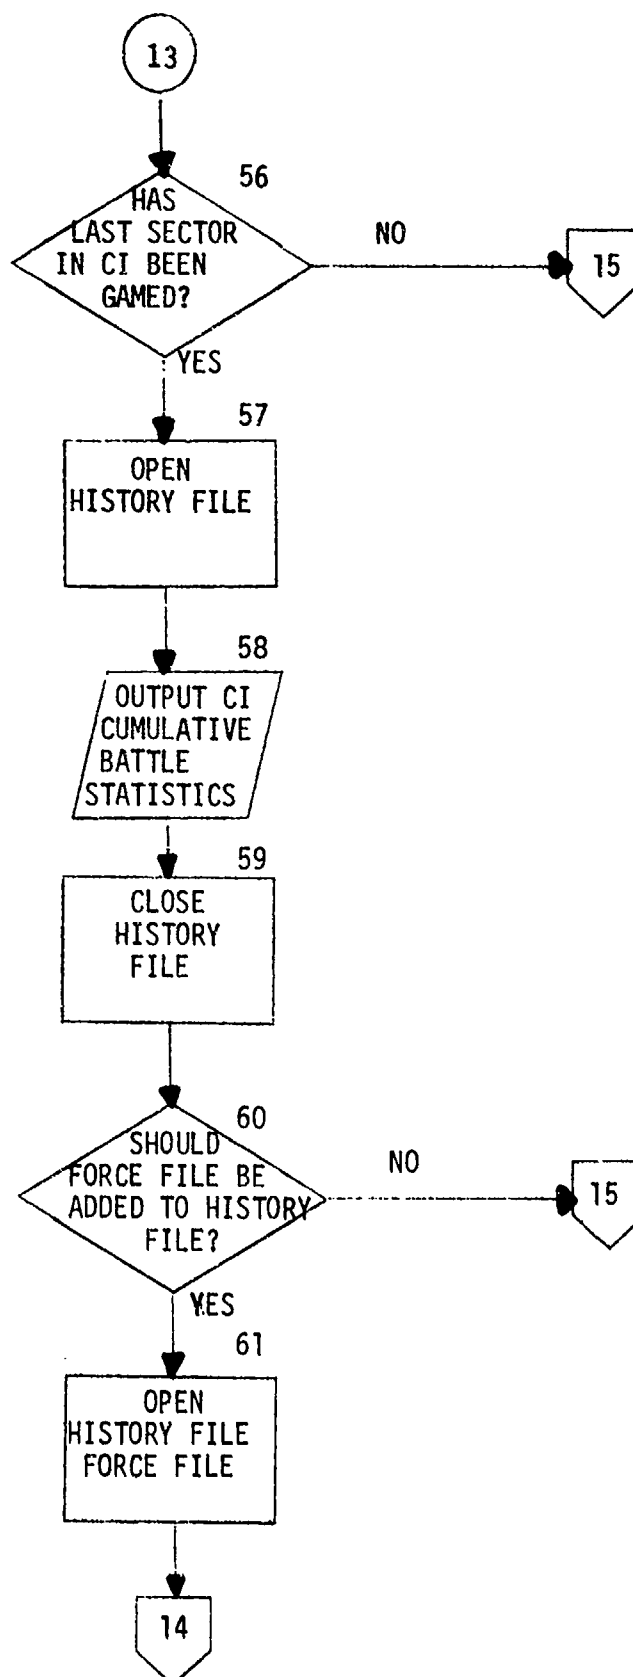 13
56
HAS
LAST SECTOR
IN CI BEEN
GAMED?
NO
15
YES
57
OPEN
HISTORY FILE
58
OUTPUT CI
CUMULATIVE
BATTLE
STATISTICS
59
CLOSE
HISTORY
FILE
60
SHOULD
FORCE FILE BE
ADDED TO HISTORY
FILE?
NO
15
YES
61
OPEN
HISTORY FILE
FORCE FILE
14